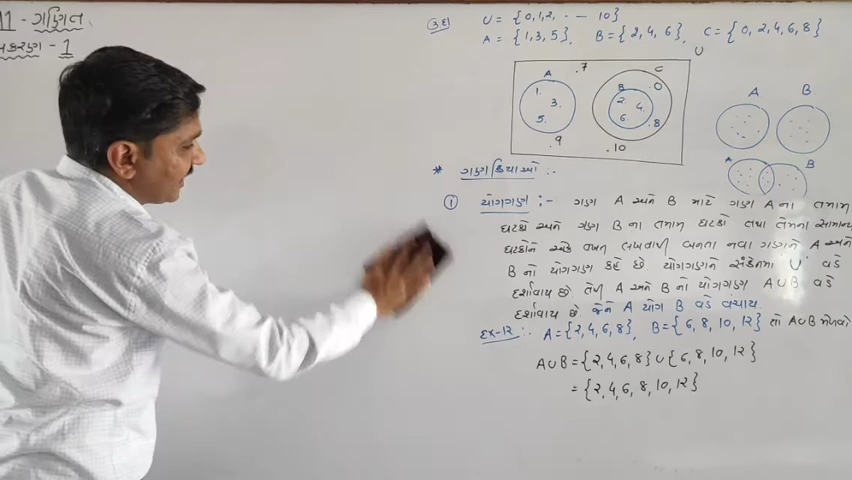 11 - ગણિત
કરણ - 1
ઉ.દા. U = {0,1,2, - - - 10}
A = {1,3,5}, B = {2,4,6}, C = {0,2,4,6,8}
U
A .7 C
1. 3. 5. B 2. 4. 6. .0 .8
.9 .10
A B
A B
* ગણક્રિયાઓ :-
① યોગગણ :- ગણ A અને B માટે ગણ A ના તમામ
ઘટકો અને ગણ B ના તમામ ઘટકો તથા તેમના સામાન્ય
ઘટકોને એક વખત લખવાથી બનતા નવા ગણને A અને
B નો યોગગણ કહે છે. યોગગણને સંકેતમાં 'U' વડે
દર્શાવાય છે. તેથી A અને B નો યોગગણ A∪B વડે
દર્શાવાય છે. જેને A યોગ B વડે વંચાય.
Ex-12 :- A={2,4,6,8}, B={6,8,10,12} તો A∪B મેળવો.
A∪B = {2,4,6,8} ∪ {6,8,10,12}
= {2,4,6,8,10,12}